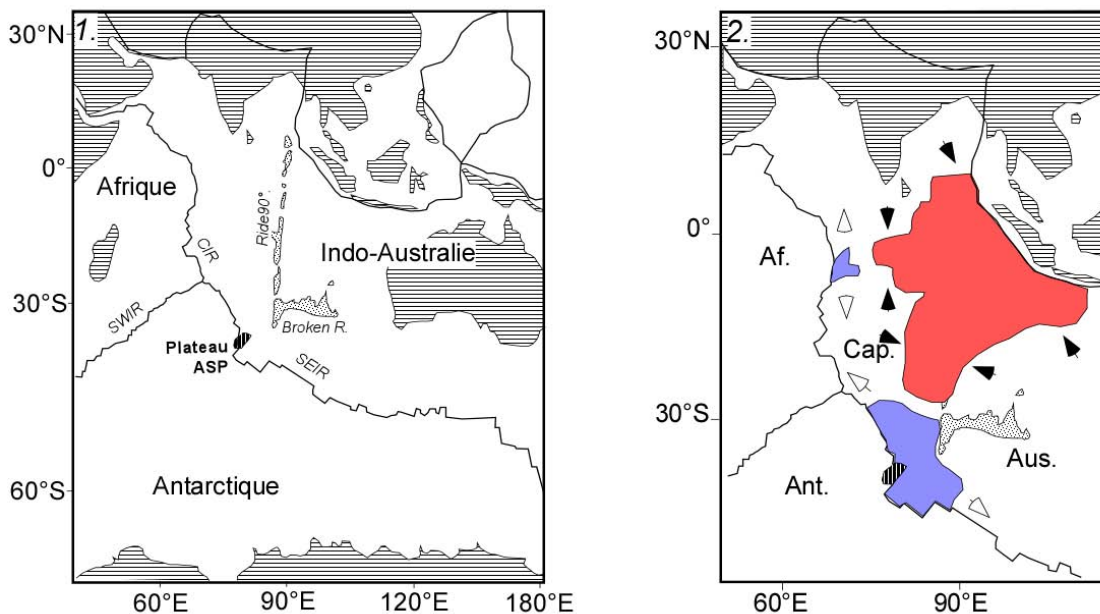 1.
30°N
0°
30°S
60°S
60°E
90°E
120°E
180°E
Afrique
CIR
SWIR
Ride90°.
Indo-Australie
Broken R.
Plateau
ASP
SEIR
Antarctique
2.
30°N
0°
30°S
60°E
90°E
Af.
Cap.
Aus.
Ant.